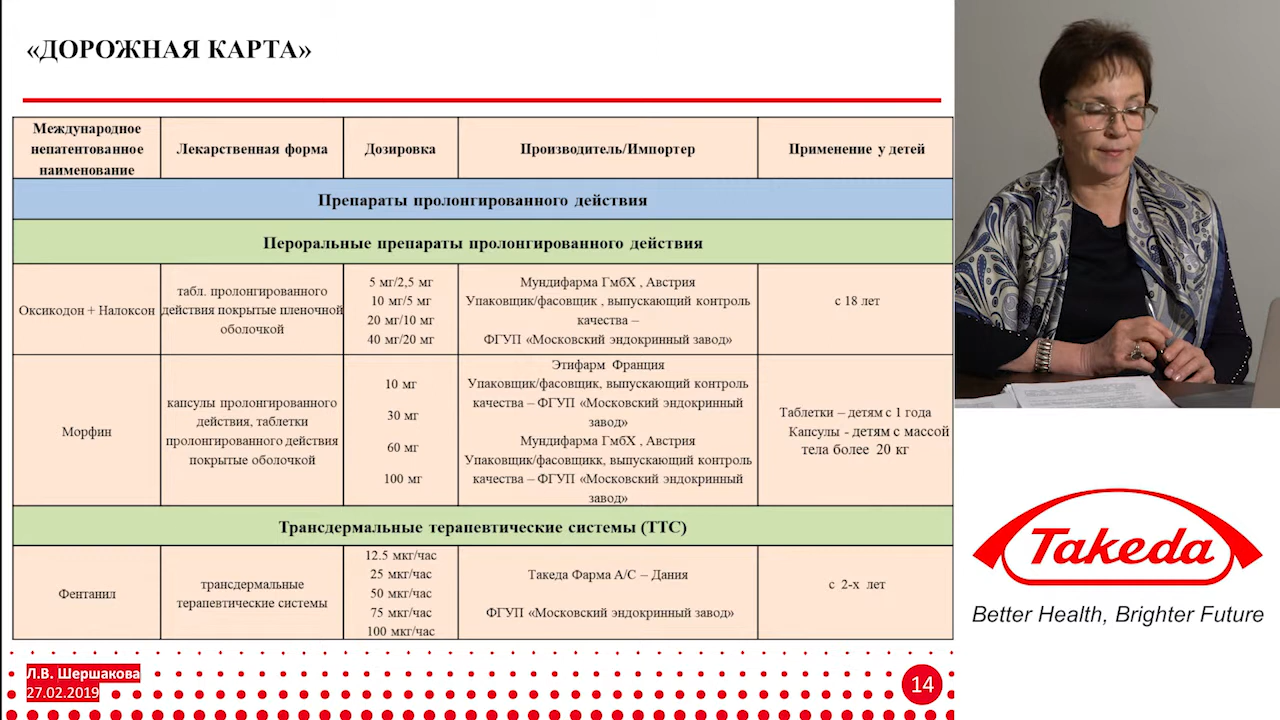 «ДОРОЖНАЯ КАРТА»
Международное
непатентованное
наименование
Лекарственная форма
Дозировка
Производитель/Импортер
Применение у детей
Препараты пролонгированного действия
Пероральные препараты пролонгированного действия
Оксикодон + Налоксон
табл. пролонгированного
действия покрытые пленочной
оболочкой
5 мг/2,5 мг
10 мг/5 мг
20 мг/10 мг
40 мг/20 мг
Мундифарма ГмбХ , Австрия
Упаковщик/фасовщик , выпускающий контроль
качества –
ФГУП «Московский эндокринный завод»
с 18 лет
Морфин
капсулы пролонгированного
действия, таблетки
пролонгированного действия
покрытые оболочкой
10 мг
30 мг
60 мг
100 мг
Этифарм Франция
Упаковщик/фасовщик, выпускающий контроль
качества – ФГУП «Московский эндокринный
завод»
Мундифарма ГмбХ , Австрия
Упаковщик/фасовщикк, выпускающий контроль
качества – ФГУП «Московский эндокринный
завод»
Таблетки – детям с 1 года
Капсулы - детям с массой
тела более 20 кг
Трансдермальные терапевтические системы (ТТС)
Фентанил
трансдермальные
терапевтические системы
12.5 мкг/час
25 мкг/час
50 мкг/час
75 мкг/час
100 мкг/час
Такеда Фарма А/С – Дания
ФГУП «Московский эндокринный завод»
с 2-х лет
Л.В. Шершакова
27.02.2019
14
Takeda
Better Health, Brighter Future